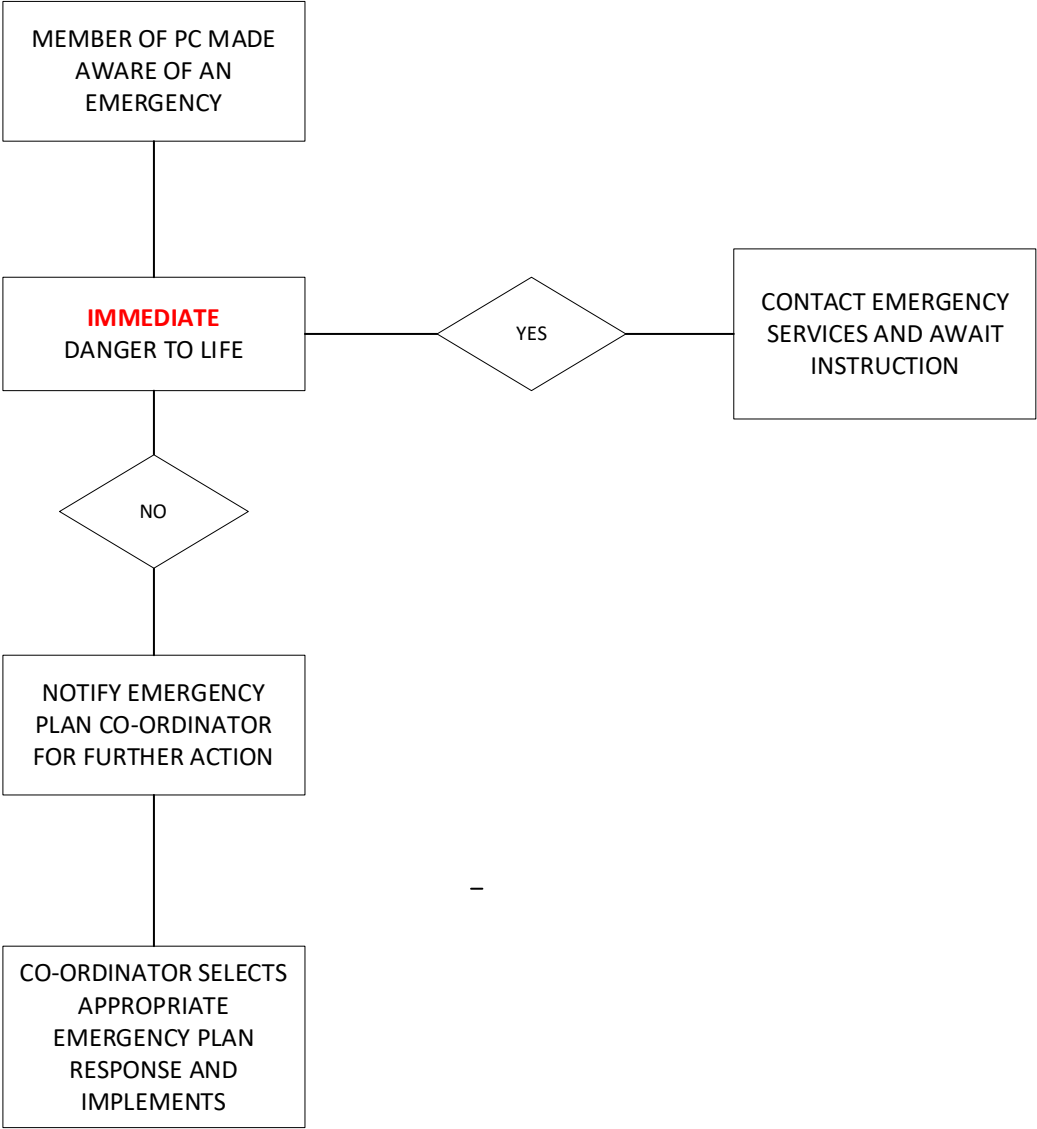 MEMBER OF PC MADE
AWARE OF AN
EMERGENCY
IMMEDIATE
DANGER TO LIFE
YES
CONTACT EMERGENCY
SERVICES AND AWAIT
INSTRUCTION
NO
NOTIFY EMERGENCY
PLAN CO-ORDINATOR
FOR FURTHER ACTION
–
CO-ORDINATOR SELECTS
APPROPRIATE
EMERGENCY PLAN
RESPONSE AND
IMPLEMENTS